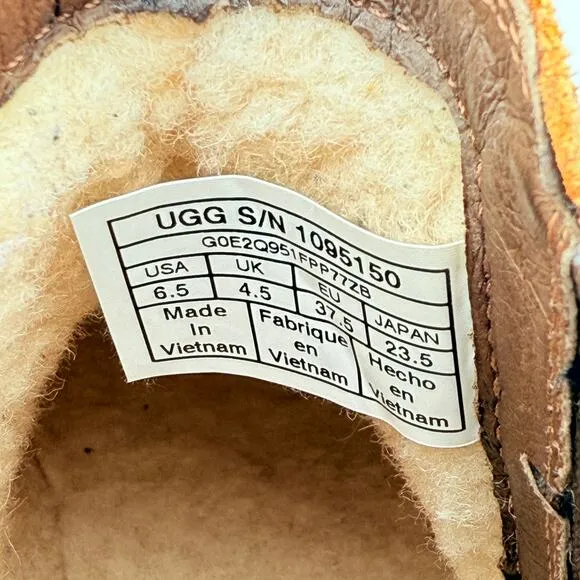 UGG S/N 1095150
G0E2Q951FPP77ZB
USA UK EU JAPAN
6.5 4.5 37.5 23.5
Made Fabrique Hecho
In en en
Vietnam Vietnam Vietnam